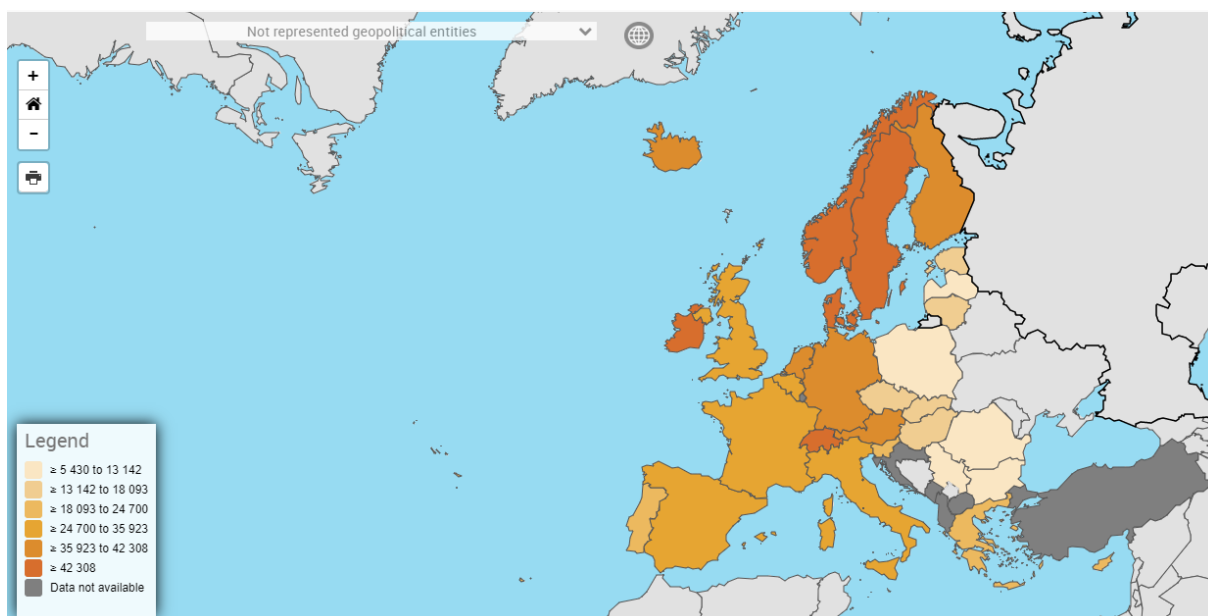 Not represented geopolitical entities
+
−
Legend
≥ 5 430 to 13 142
≥ 13 142 to 18 093
≥ 18 093 to 24 700
≥ 24 700 to 35 923
≥ 35 923 to 42 308
≥ 42 308
Data not available